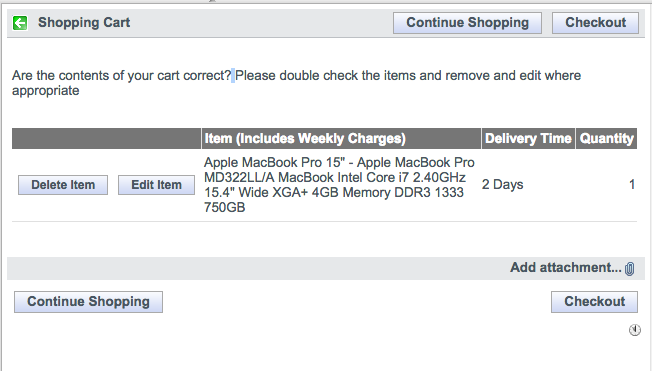 Shopping Cart
Continue Shopping
Checkout
Are the contents of your cart correct? Please double check the items and remove and edit where
appropriate
Item (Includes Weekly Charges)
Delivery Time
Quantity
Delete Item
Edit Item
Apple MacBook Pro 15" - Apple MacBook Pro
MD322LL/A MacBook Intel Core i7 2.40GHz
15.4" Wide XGA+ 4GB Memory DDR3 1333
750GB
2 Days
1
Add attachment...
Continue Shopping
Checkout